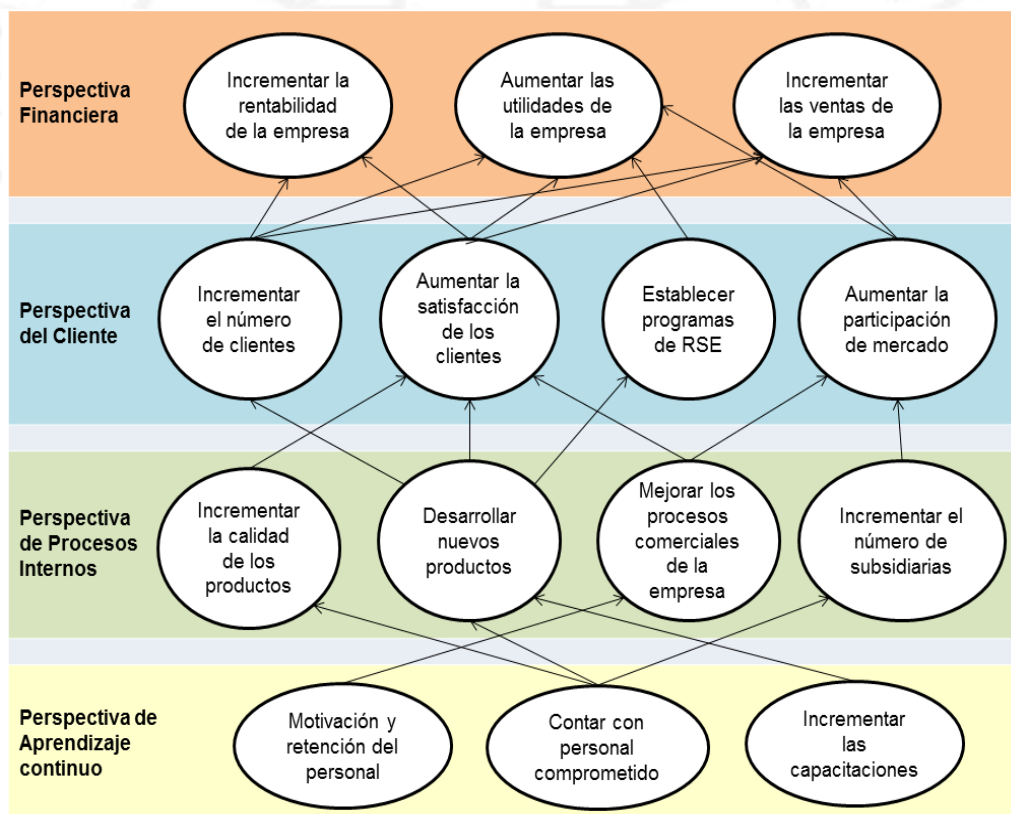 Perspectiva
Financiera
Incrementar la
rentabilidad
de la empresa
Aumentar las
utilidades de
la empresa
Incrementar
las ventas de
la empresa
Perspectiva
del Cliente
Incrementar
el número
de clientes
Aumentar la
satisfacción
de los
clientes
Establecer
programas
de RSE
Aumentar la
participación
de mercado
Perspectiva
de Procesos
Internos
Incrementar
la calidad
de los
productos
Desarrollar
nuevos
productos
Mejorar los
procesos
comerciales
de la
empresa
Incrementar el
número de
subsidiarias
Perspectiva de
Aprendizaje
continuo
Motivación y
retención del
personal
Contar con
personal
comprometido
Incrementar
las
capacitaciones